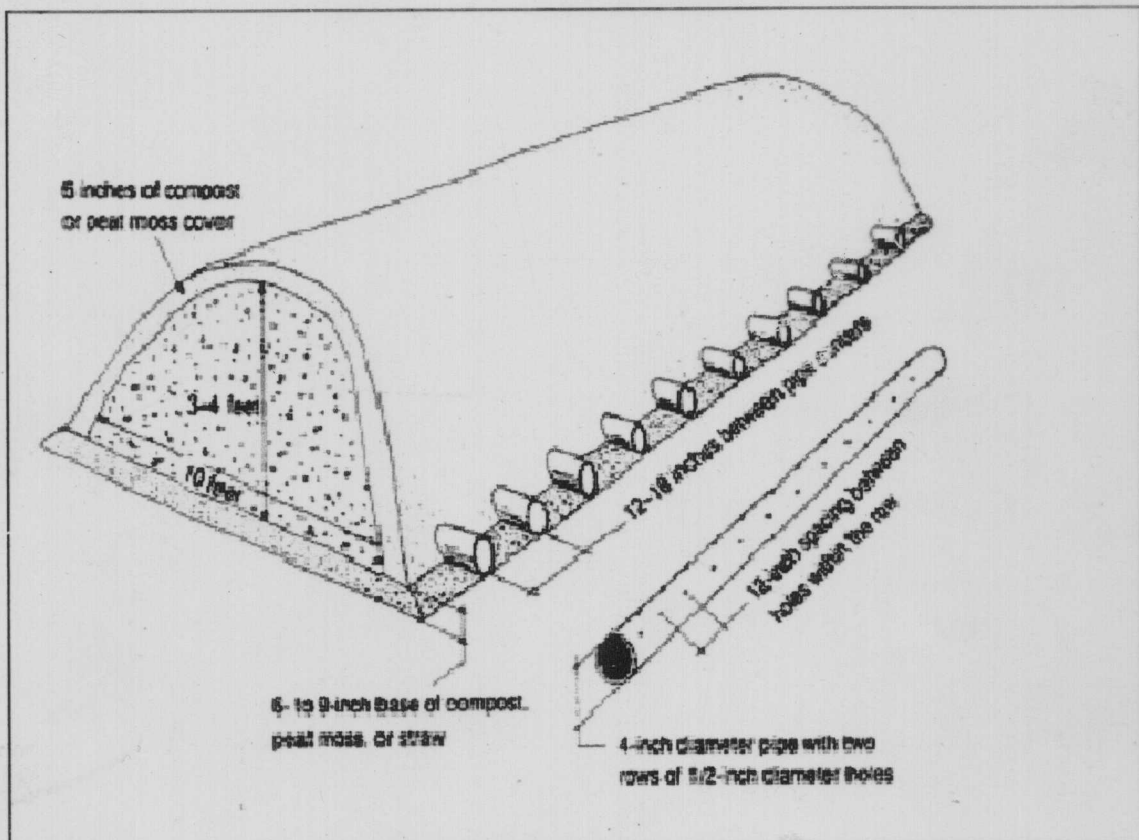 6 inches of compost
or peat moss cover
3-4 feet
10 feet
12-18 inches between pipe centers
12-inch spacing between
holes within the row
6- to 9-inch base of compost,
peat moss, or straw
4-inch diameter pipe with two
rows of 1/2-inch diameter holes